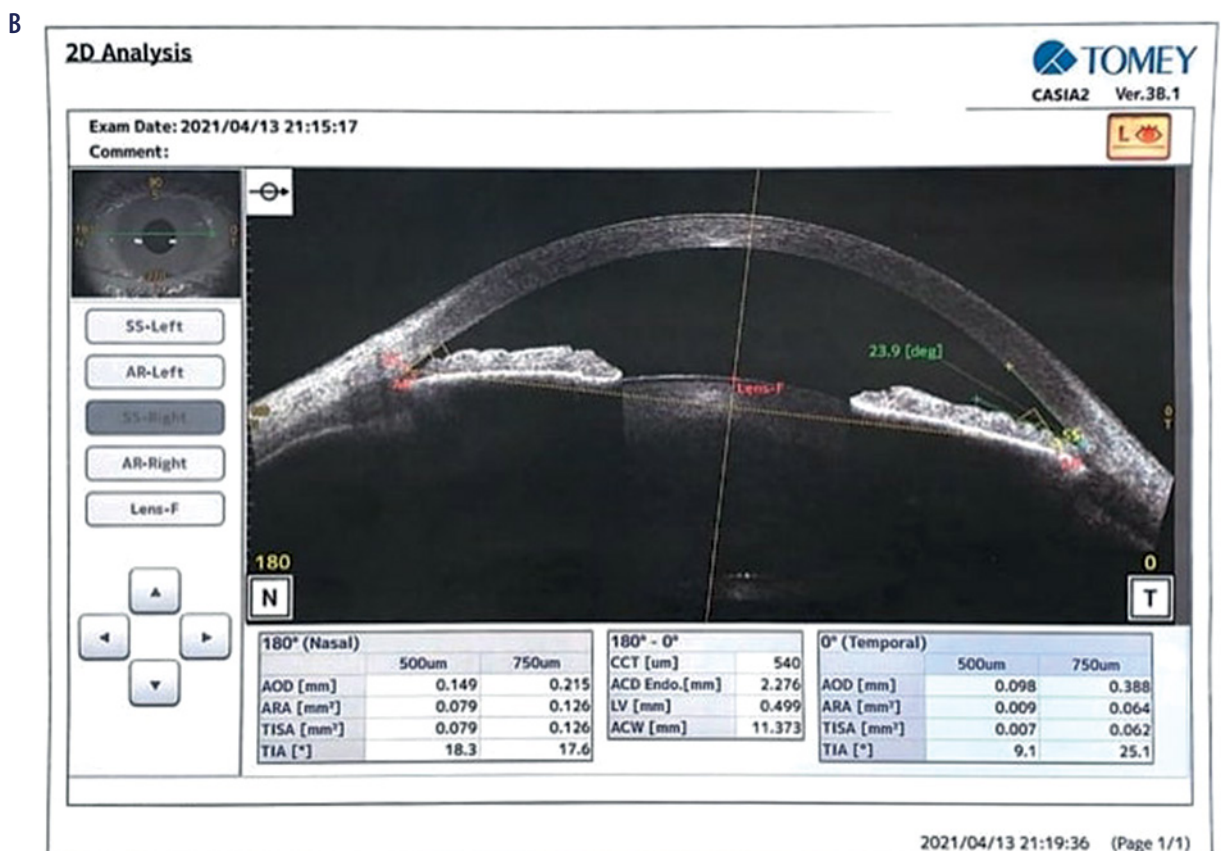 B
2D Analysis
TOMEY
CASIA2 Ver.3B.1
Exam Date: 2021/04/13 21:15:17
Comment:
L
SS-Left
AR-Left
SS-Right
AR-Right
Lens-F
23.9 [deg]
Lens-F
180
0
N
T
180° (Nasal)
500um 750um
AOD [mm] 0.149 0.215
ARA [mm²] 0.079 0.126
TISA [mm²] 0.079 0.126
TIA [°] 18.3 17.6
180° - 0°
CCT [um] 540
ACD Endo.[mm] 2.276
LV [mm] 0.499
ACW [mm] 11.373
0° (Temporal)
500um 750um
AOD [mm] 0.098 0.388
ARA [mm²] 0.009 0.064
TISA [mm²] 0.007 0.062
TIA [°] 9.1 25.1
2021/04/13 21:19:36 (Page 1/1)